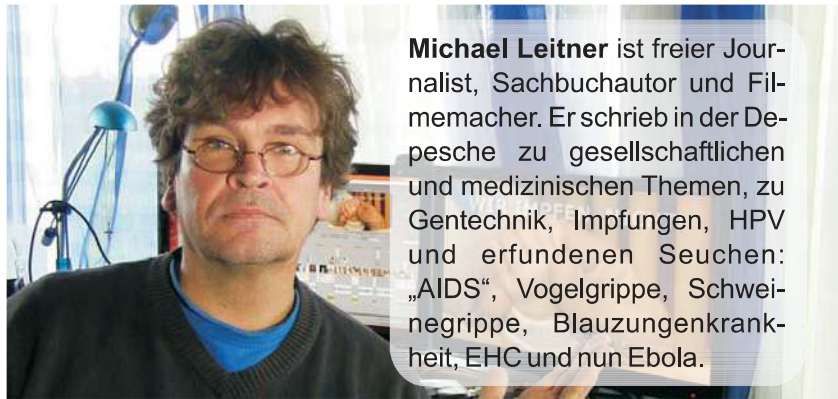 Michael Leitner ist freier Jour-
nalist, Sachbuchautor und Fil-
memacher. Er schrieb in der De-
pesche zu gesellschaftlichen
und medizinischen Themen, zu
Gentechnik, Impfungen, HPV
und erfundenen Seuchen:
„AIDS“, Vogelgrippe, Schwei-
negrippe, Blauzungenkrank-
heit, EHC und nun Ebola.
WIR IMPFEN